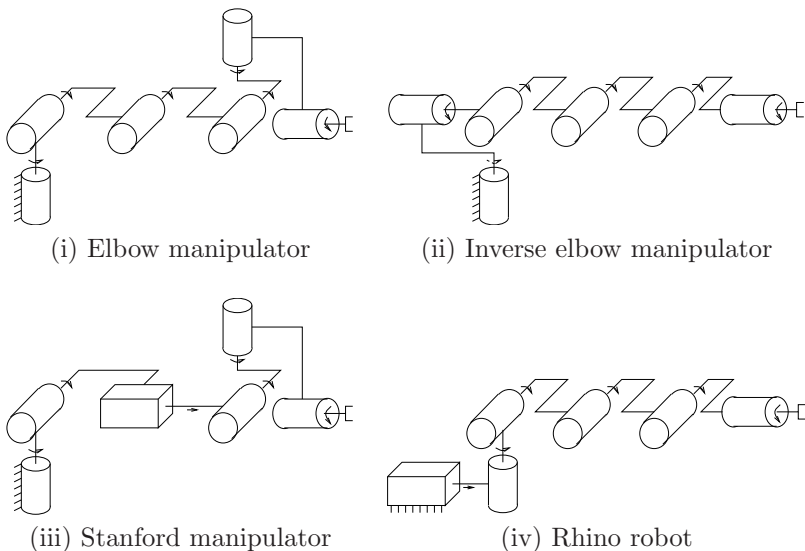 (i) Elbow manipulator
(ii) Inverse elbow manipulator
(iii) Stanford manipulator
(iv) Rhino robot